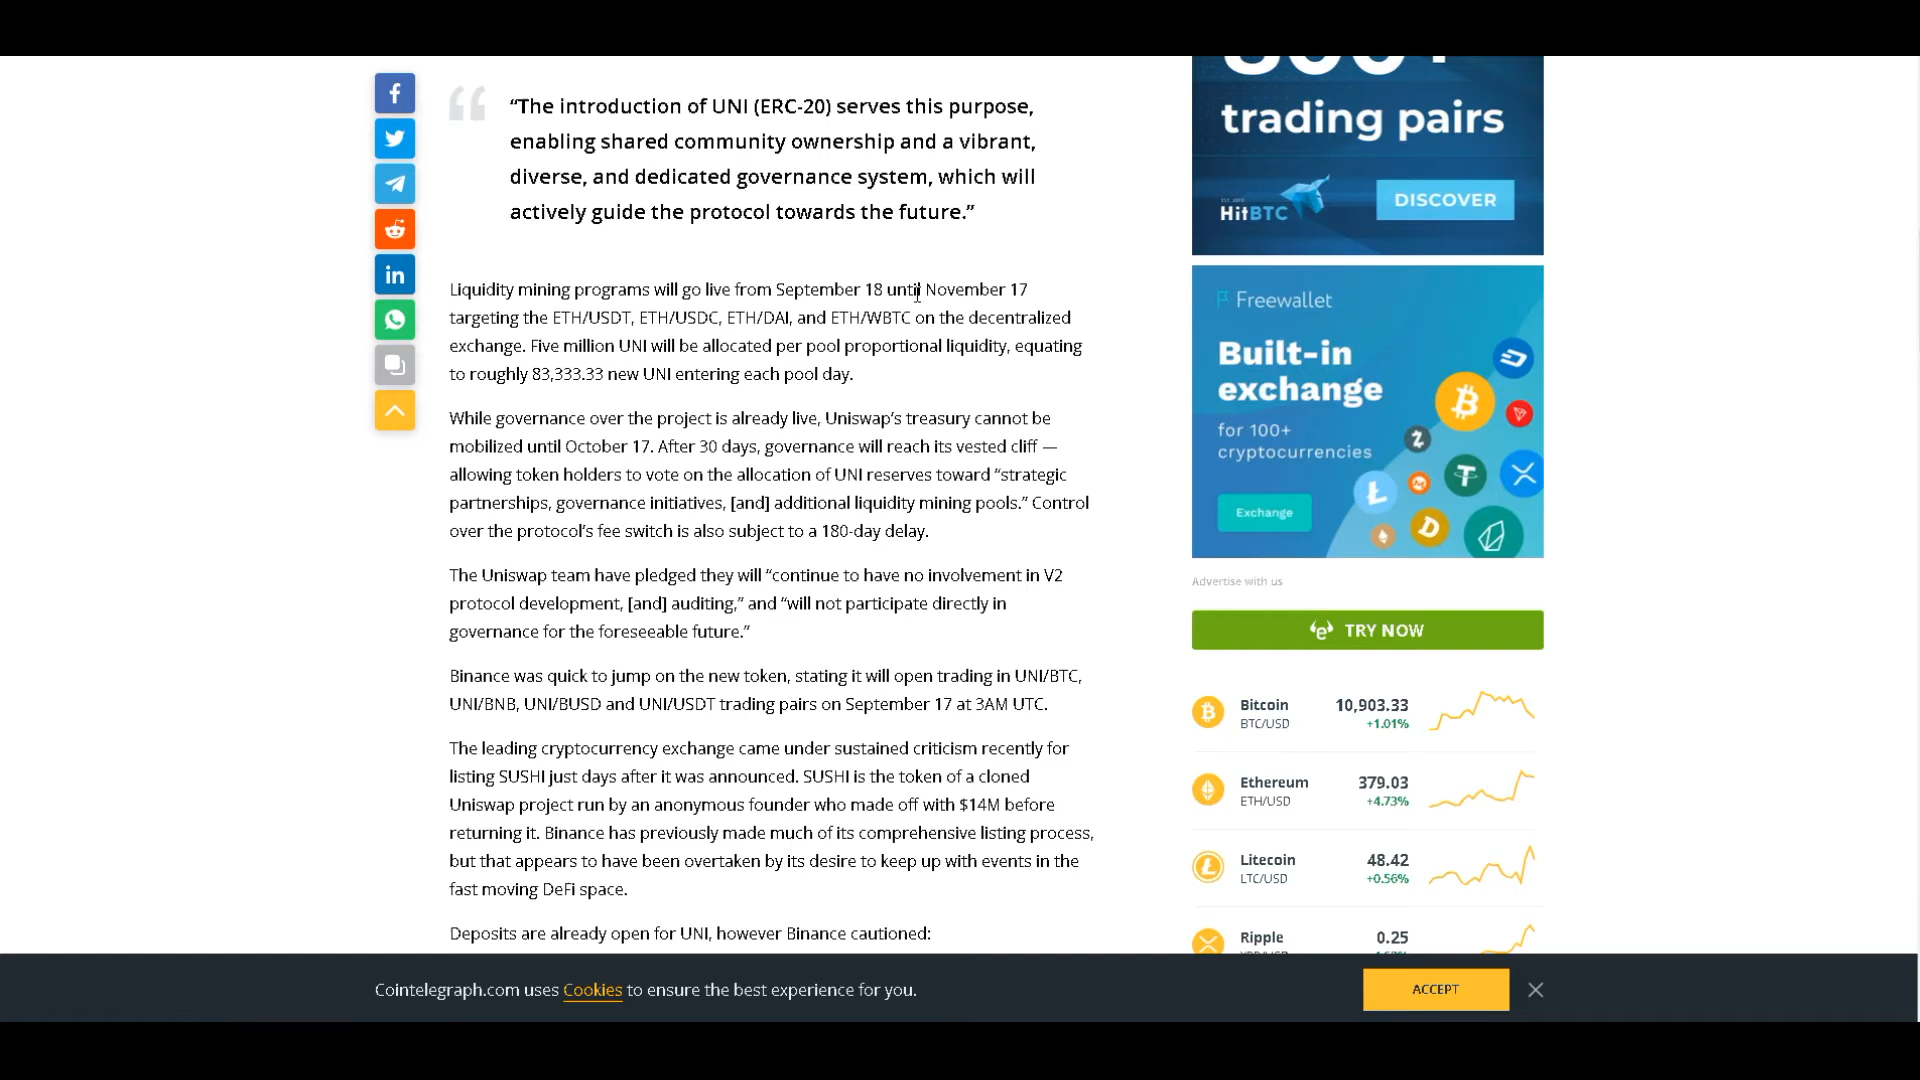 “The introduction of UNI (ERC-20) serves this purpose,
enabling shared community ownership and a vibrant,
diverse, and dedicated governance system, which will
actively guide the protocol towards the future.”
Liquidity mining programs will go live from September 18 until November 17
targeting the ETH/USDT, ETH/USDC, ETH/DAI, and ETH/WBTC on the decentralized
exchange. Five million UNI will be allocated per pool proportional liquidity, equating
to roughly 83,333.33 new UNI entering each pool day.
While governance over the project is already live, Uniswap’s treasury cannot be
mobilized until October 17. After 30 days, governance will reach its vested cliff —
allowing token holders to vote on the allocation of UNI reserves toward “strategic
partnerships, governance initiatives, [and] additional liquidity mining pools.” Control
over the protocol’s fee switch is also subject to a 180-day delay.
The Uniswap team have pledged they will “continue to have no involvement in V2
protocol development, [and] auditing,” and “will not participate directly in
governance for the foreseeable future.”
Binance was quick to jump on the new token, stating it will open trading in UNI/BTC,
UNI/BNB, UNI/BUSD and UNI/USDT trading pairs on September 17 at 3AM UTC.
The leading cryptocurrency exchange came under sustained criticism recently for
listing SUSHI just days after it was announced. SUSHI is the token of a cloned
Uniswap project run by an anonymous founder who made off with $14M before
returning it. Binance has previously made much of its comprehensive listing process,
but that appears to have been overtaken by its desire to keep up with events in the
fast moving DeFi space.
Deposits are already open for UNI, however Binance cautioned:
trading pairs
HitBTC
DISCOVER
Freewallet
Built-in
exchange
for 100+
cryptocurrencies
Exchange
Advertise with us
TRY NOW
Bitcoin 10,903.33
BTC/USD +1.01%
Ethereum 379.03
ETH/USD +4.73%
Litecoin 48.42
LTC/USD +0.56%
Ripple 0.25
Cointelegraph.com uses Cookies to ensure the best experience for you.
ACCEPT